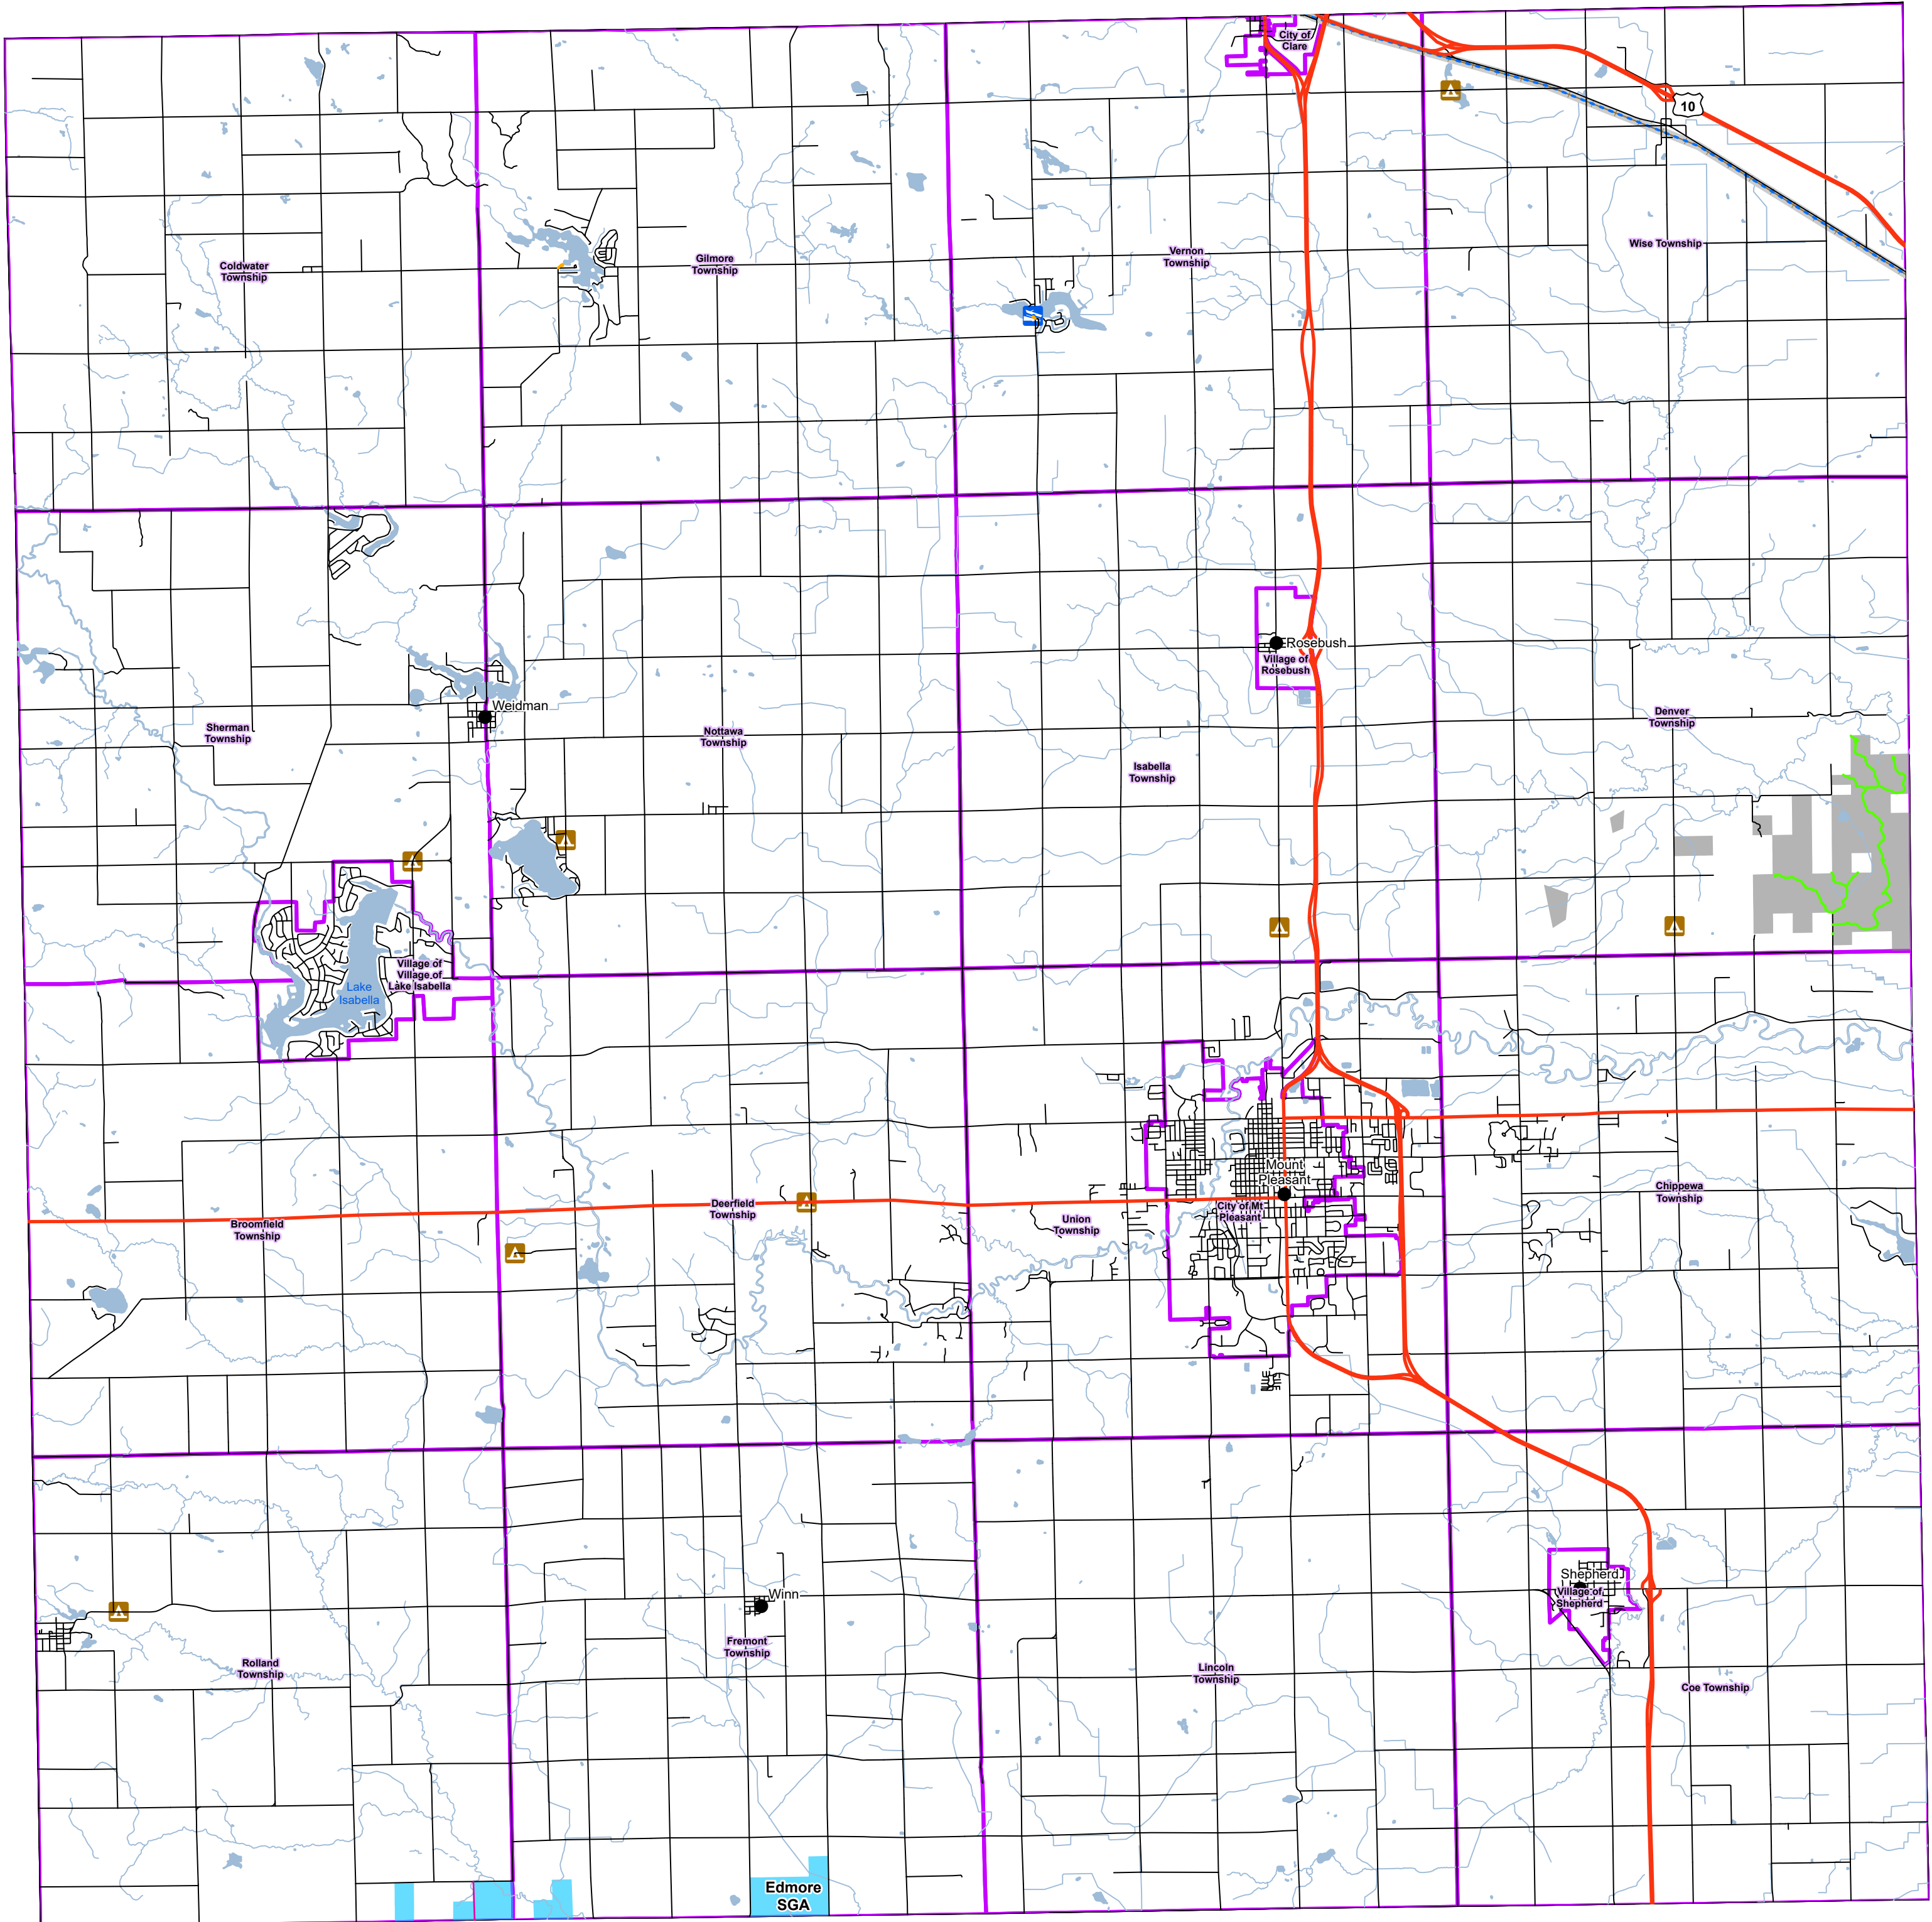 City of
Clare
10
Wise Township
Vernon
Township
Gilmore
Township
Coldwater
Township
Rosebush
Village of
Rosebush
Weidman
Sherman
Township
Nottawa
Township
Denver
Township
Isabella
Township
Village of
Village of
Lake Isabella
Lake
Isabella
Mount
Pleasant
City of Mt
Pleasant
Chippewa
Township
Deerfield
Township
Union
Township
Broomfield
Township
Shepherd
Village of
Shepherd
Winn
Fremont
Township
Rolland
Township
Lincoln
Township
Coe Township
Edmore
SGA